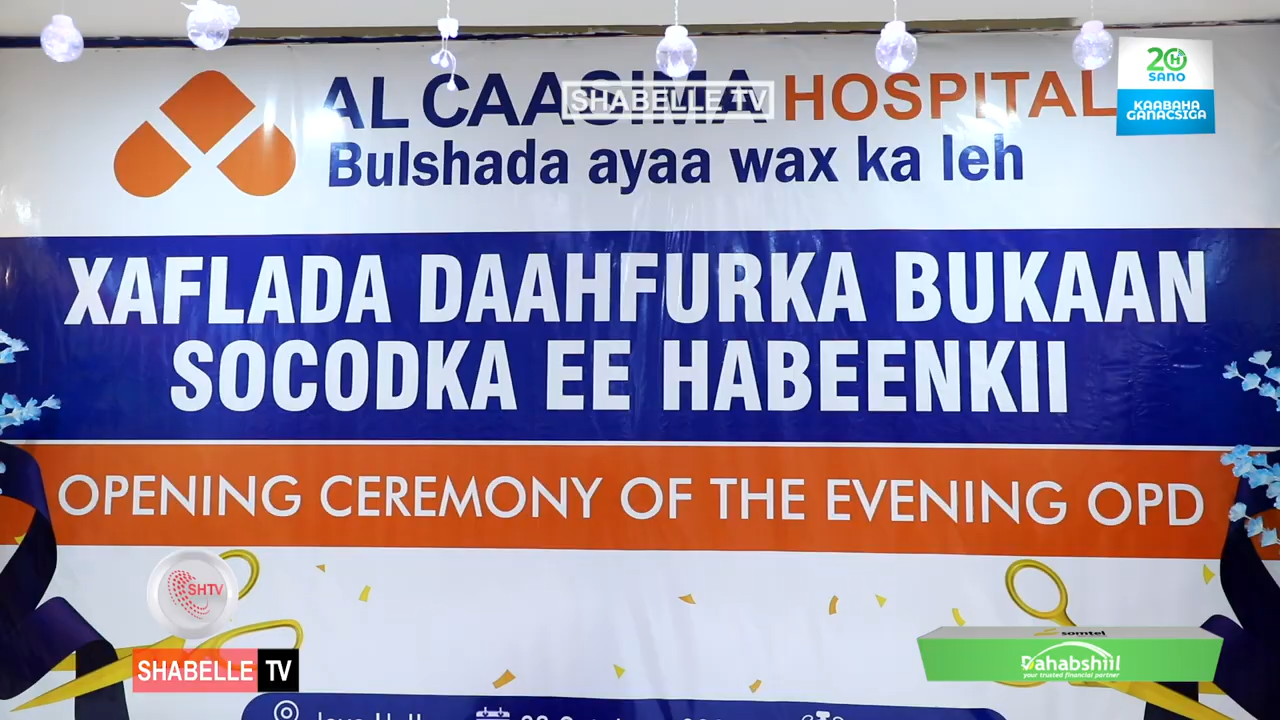 AL CAASIMA HOSPITAL
SHABELLE TV
20 H
SANO
KAABAHA
GANACSIGA
Bulshada ayaa wax ka leh
XAFLADA DAAHFURKA BUKAAN
SOCODKA EE HABEENKII
OPENING CEREMONY OF THE EVENING OPD
SHTV
SHABELLE TV
somtel
Dahabshiil
your trusted financial partner